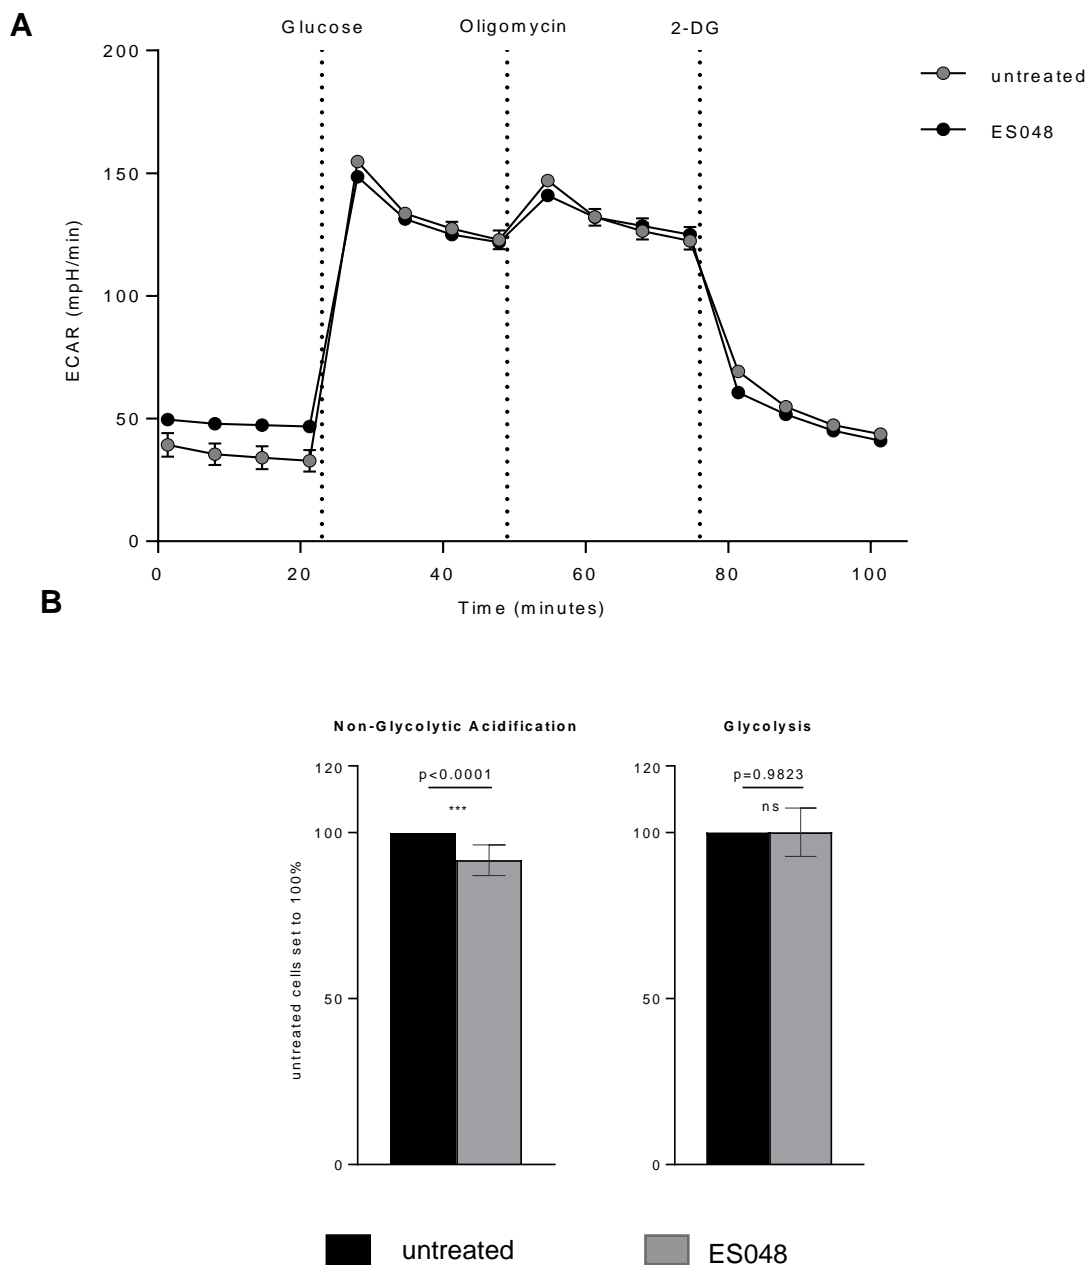 A
Glucose
Oligomycin
2-DG
200
150
100
50
0
ECAR (mpH/min)
0
20
40
60
80
100
Time (minutes)
untreated
ES048
B
Non-Glycolytic Acidification
120
100
50
0
p<0.0001
***
untreated cells set to 100%
Glycolysis
120
100
50
0
p=0.9823
ns
untreated
ES048